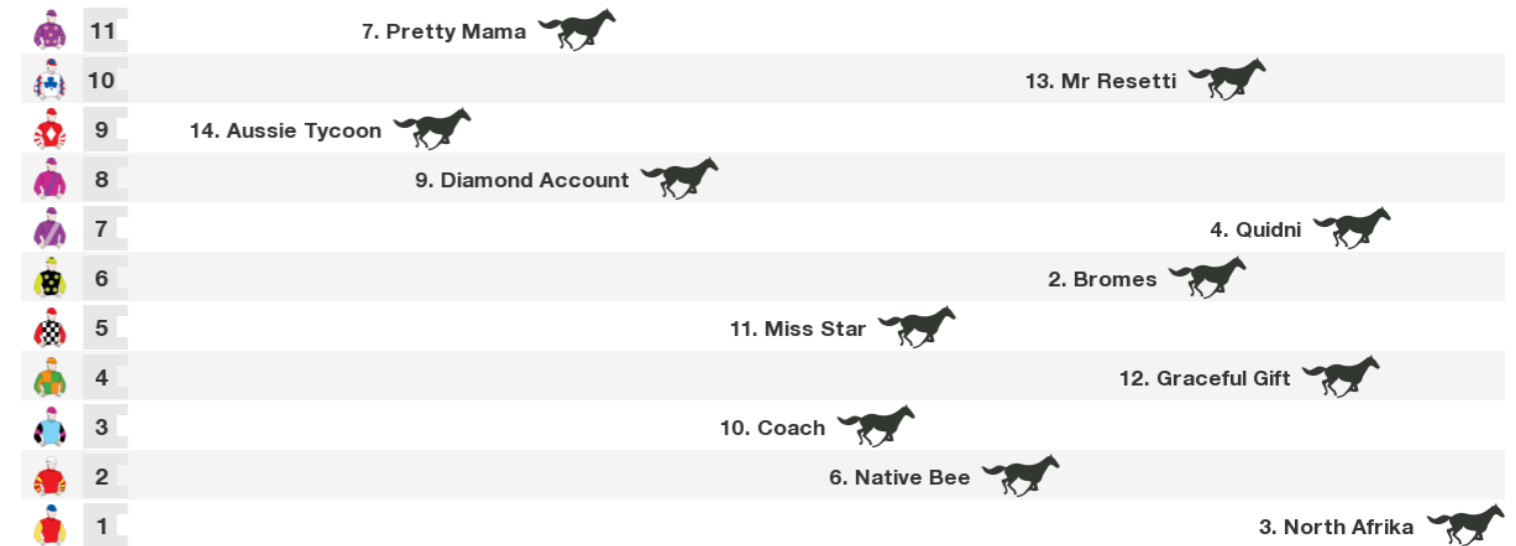 11 7. Pretty Mama
10 13. Mr Resetti
9 14. Aussie Tycoon
8 9. Diamond Account
7 4. Quidni
6 2. Bromes
5 11. Miss Star
4 12. Graceful Gift
3 10. Coach
2 6. Native Bee
1 3. North Afrika